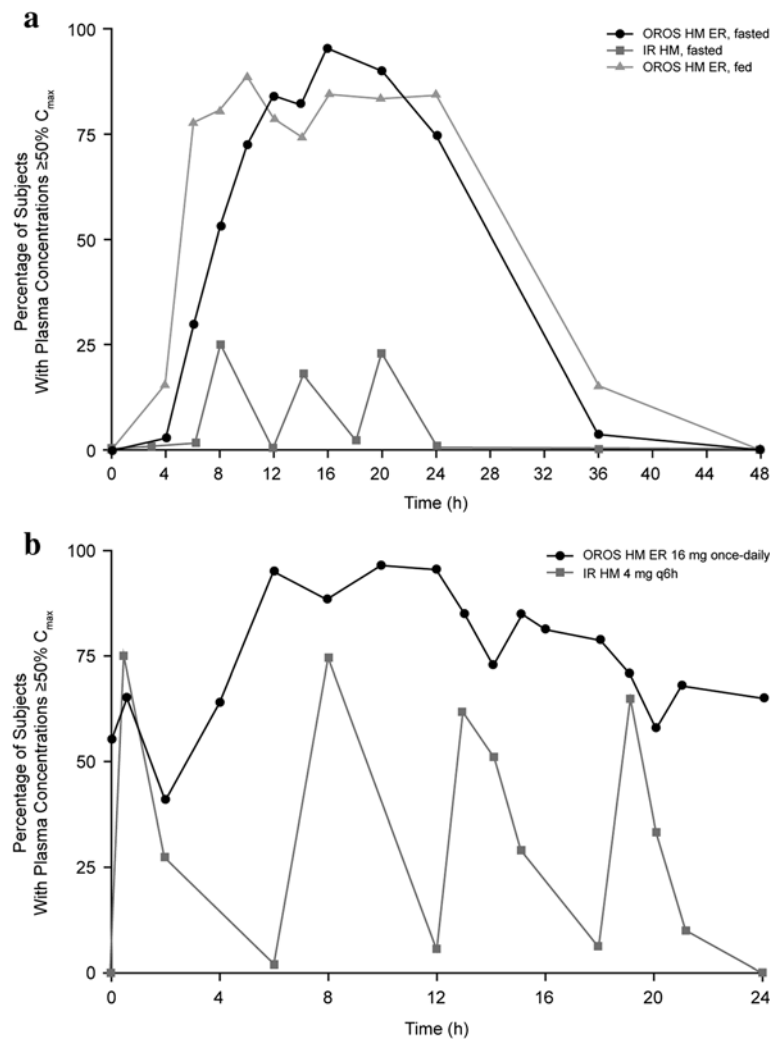 a
OROS HM ER, fasted
IR HM, fasted
OROS HM ER, fed
Percentage of Subjects
With Plasma Concentrations ≥50% Cmax
100
75
50
25
0
0 4 8 12 16 20 24 28 32 36 40 44 48
Time (h)
b
OROS HM ER 16 mg once-daily
IR HM 4 mg q6h
Percentage of Subjects
With Plasma Concentrations ≥50% Cmax
100
75
50
25
0
0 4 8 12 16 20 24
Time (h)